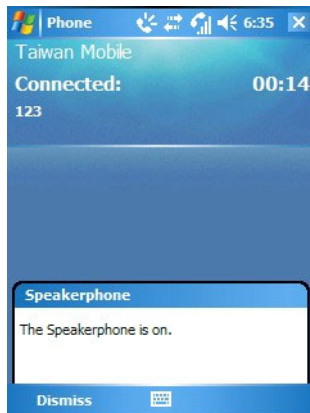 Phone 6:35
Taiwan Mobile
Connected: 00:14
123
Speakerphone
The Speakerphone is on.
Dismiss